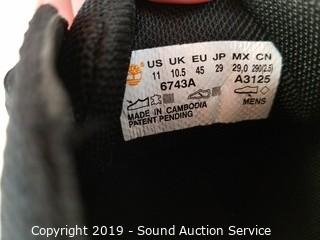 US UK EU JP MX CN
11 10.5 45 29 29,0 290(2.5)
6743A A3125
MADE IN CAMBODIA
PATENT PENDING
MENS
Copyright 2019 - Sound Auction Service